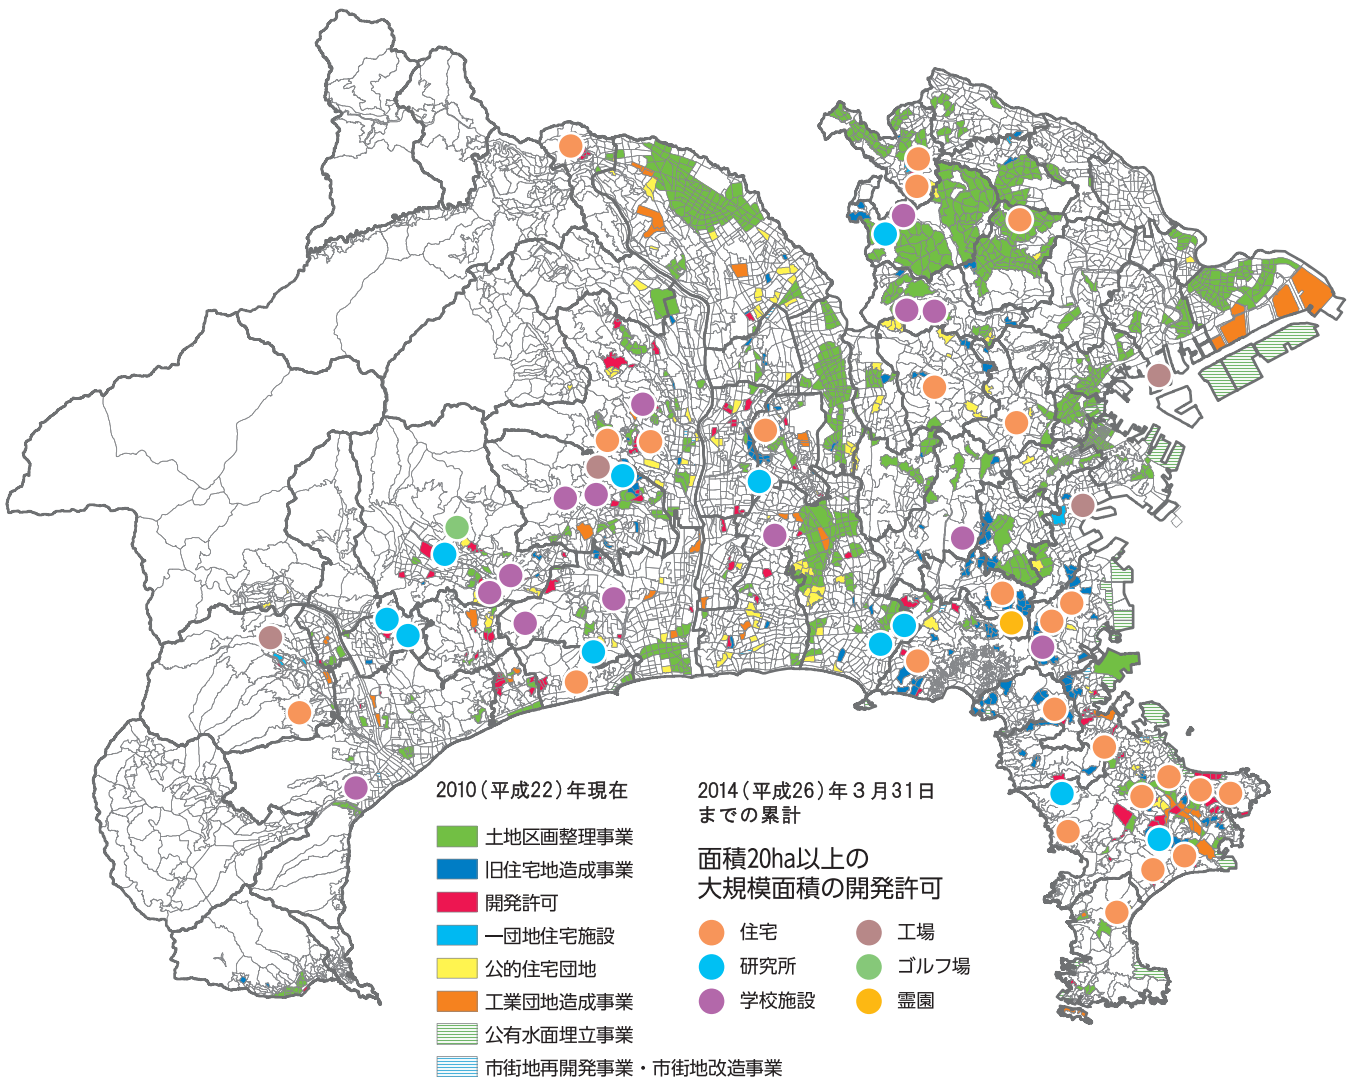 2010（平成22）年現在
土地区画整理事業
旧住宅地造成事業
開発許可
一団地住宅施設
公的住宅団地
工業団地造成事業
公有水面埋立事業
市街地再開発事業・市街地改造事業
2014（平成26）年３月31日
までの累計
面積20ha以上の
大規模面積の開発許可
住宅
研究所
学校施設
工場
ゴルフ場
霊園